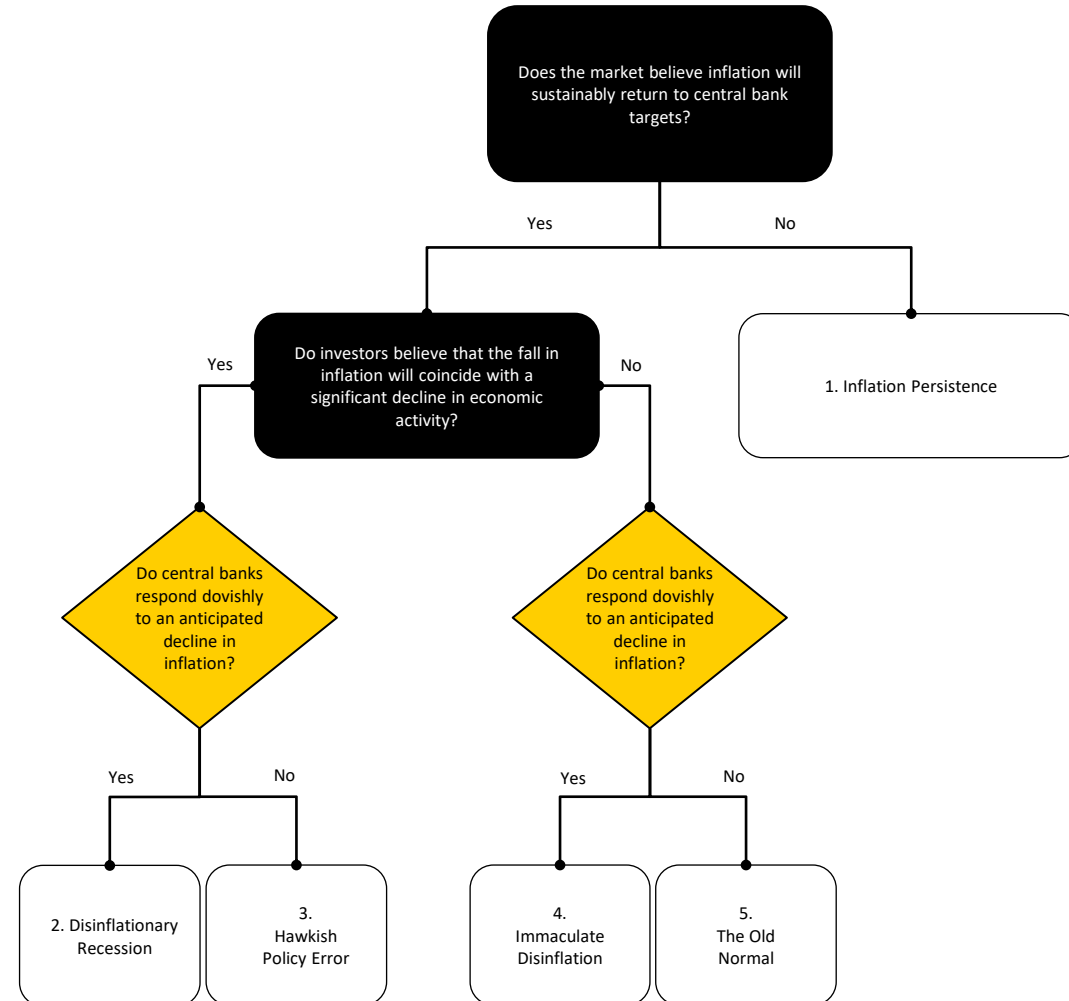 Does the market believe inflation will
sustainably return to central bank
targets?
Yes
No
Do investors believe that the fall in
inflation will coincide with a
significant decline in economic
activity?
Yes
No
1. Inflation Persistence
Do central banks
respond dovishly
to an anticipated
decline in
inflation?
Do central banks
respond dovishly
to an anticipated
decline in
inflation?
Yes
No
Yes
No
2. Disinflationary
Recession
3.
Hawkish
Policy Error
4.
Immaculate
Disinflation
5.
The Old
Normal